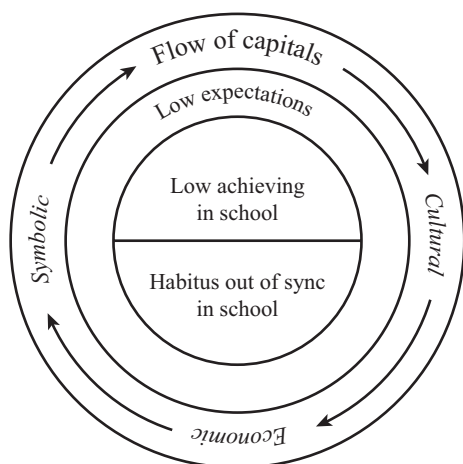 Flow of capitals
Low expectations
Low achieving
in school
Habitus out of sync
in school
Symbolic
Cultural
Economic